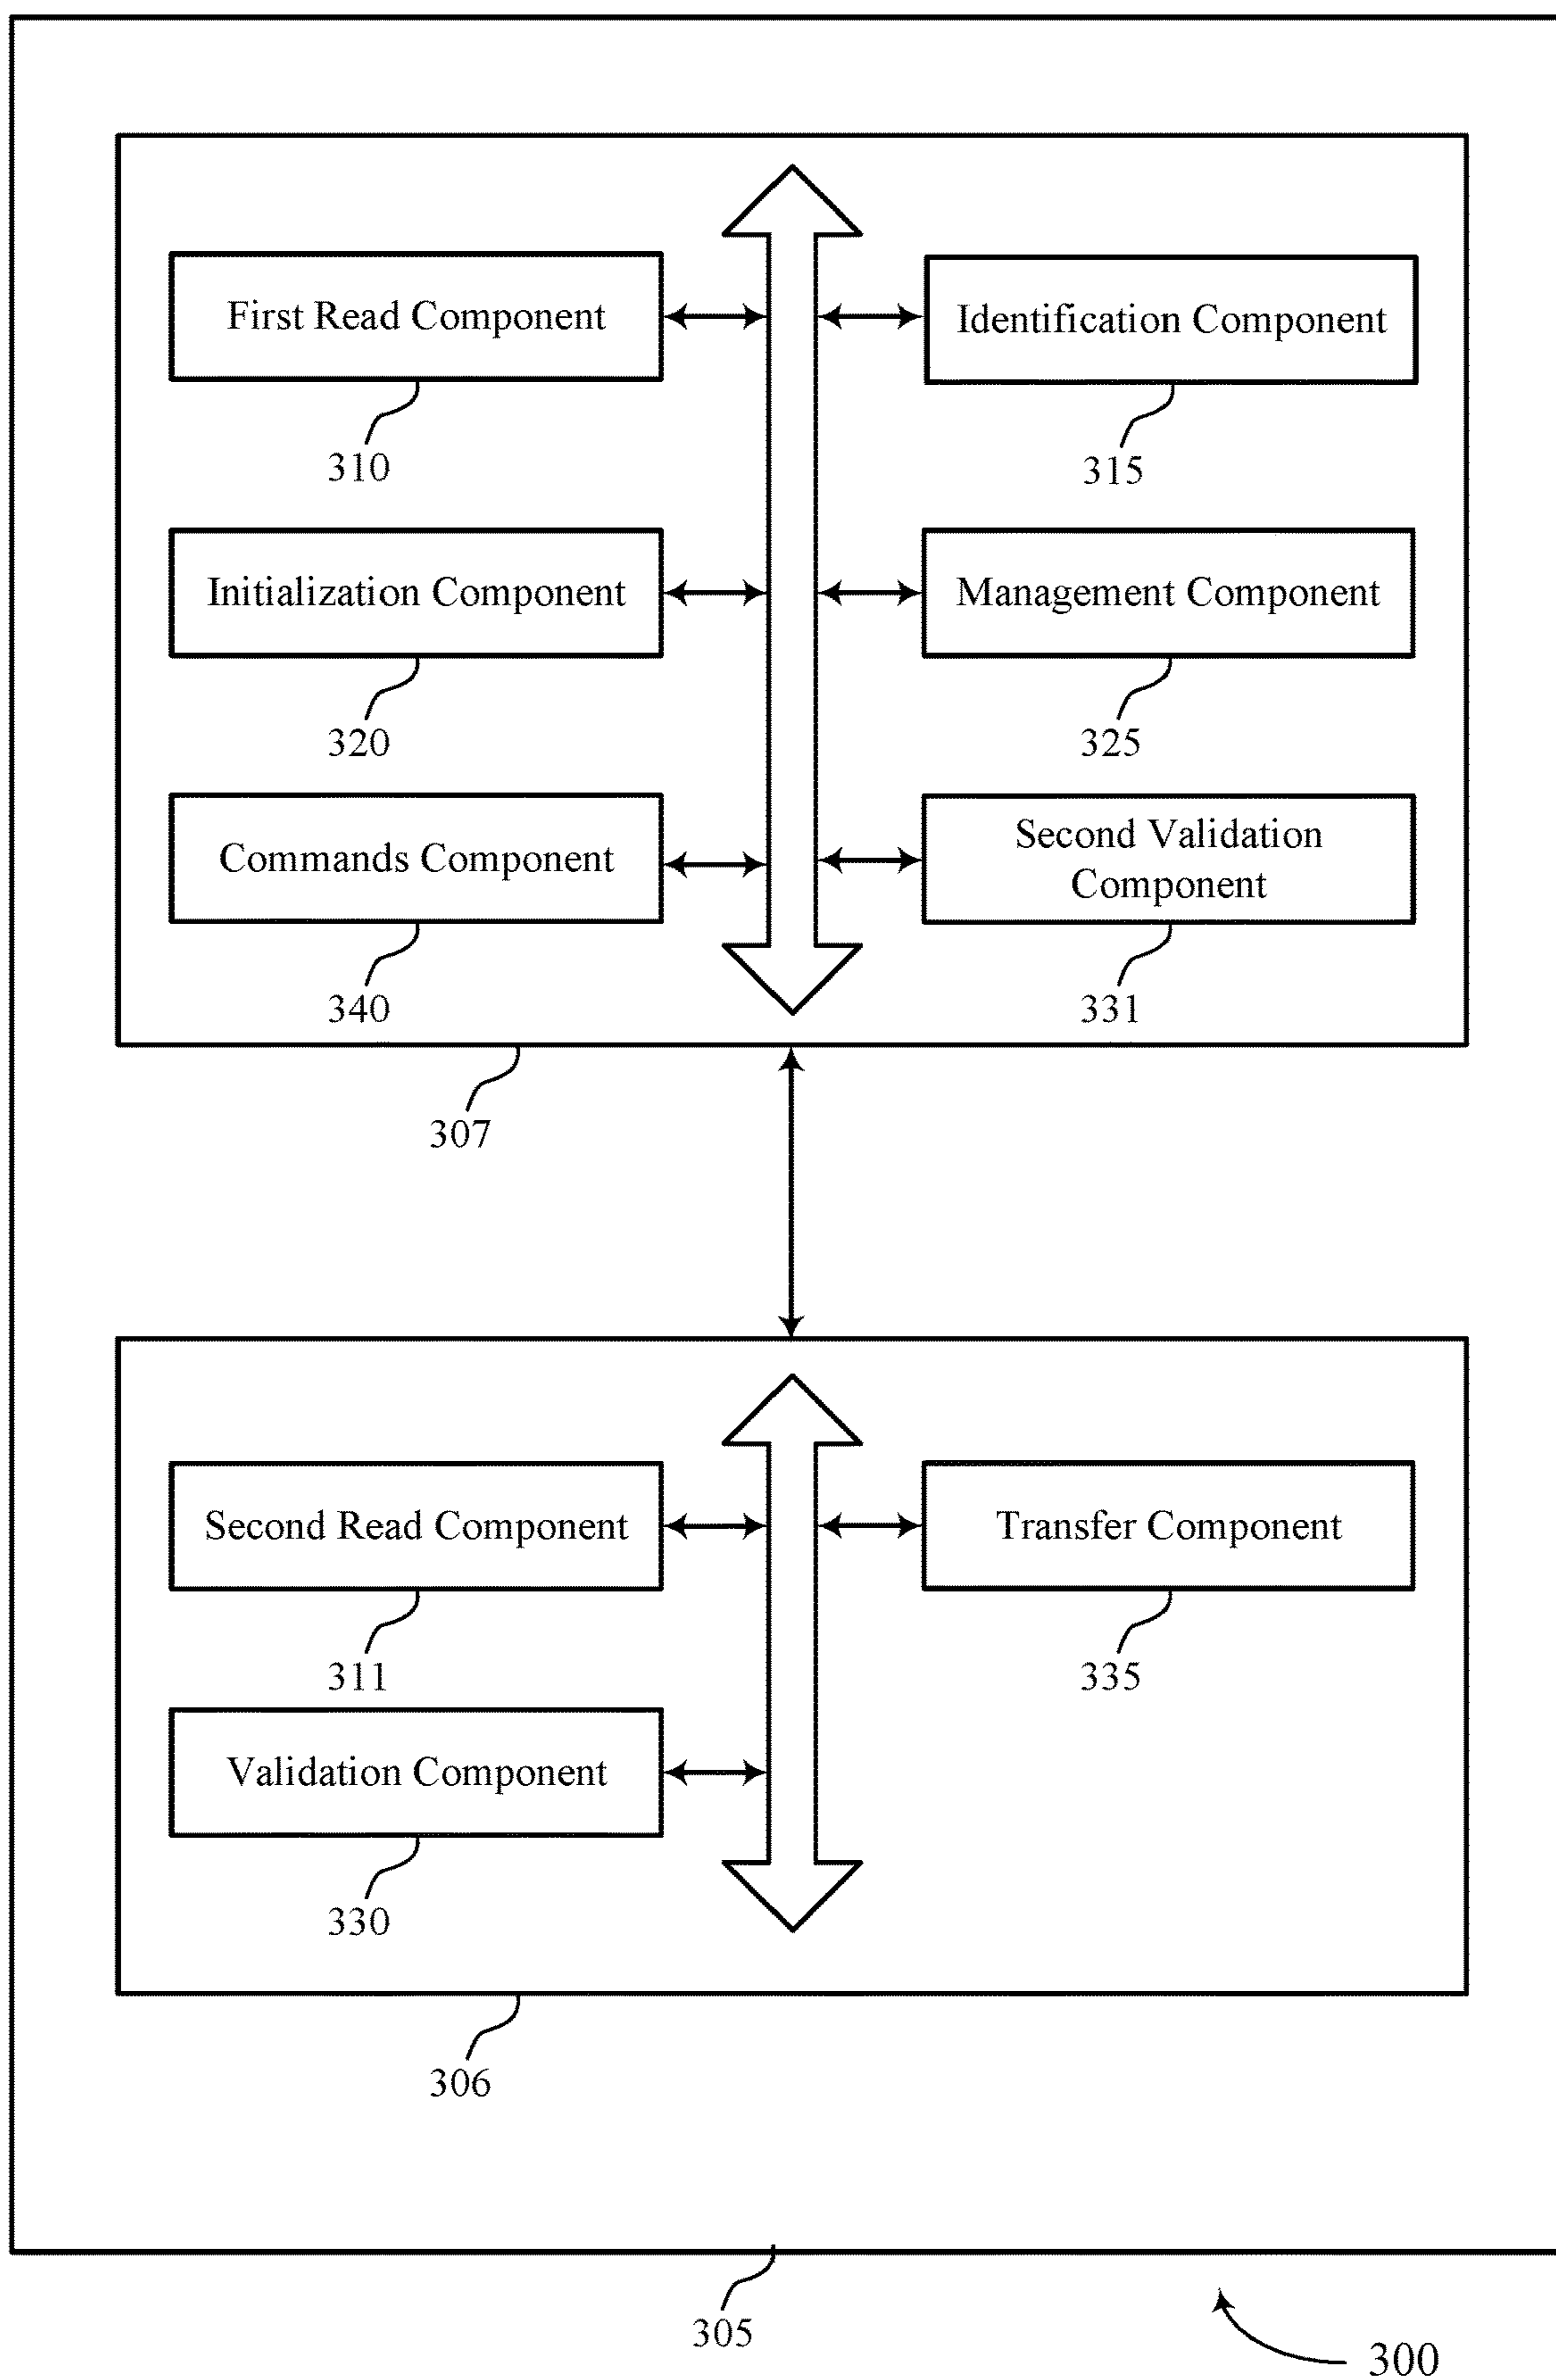 First Read Component
Identification Component
310
315
Initialization Component
Management Component
320
325
Commands Component
Second Validation
Component
340
331
307
Second Read Component
Transfer Component
311
335
Validation Component
330
306
305
300